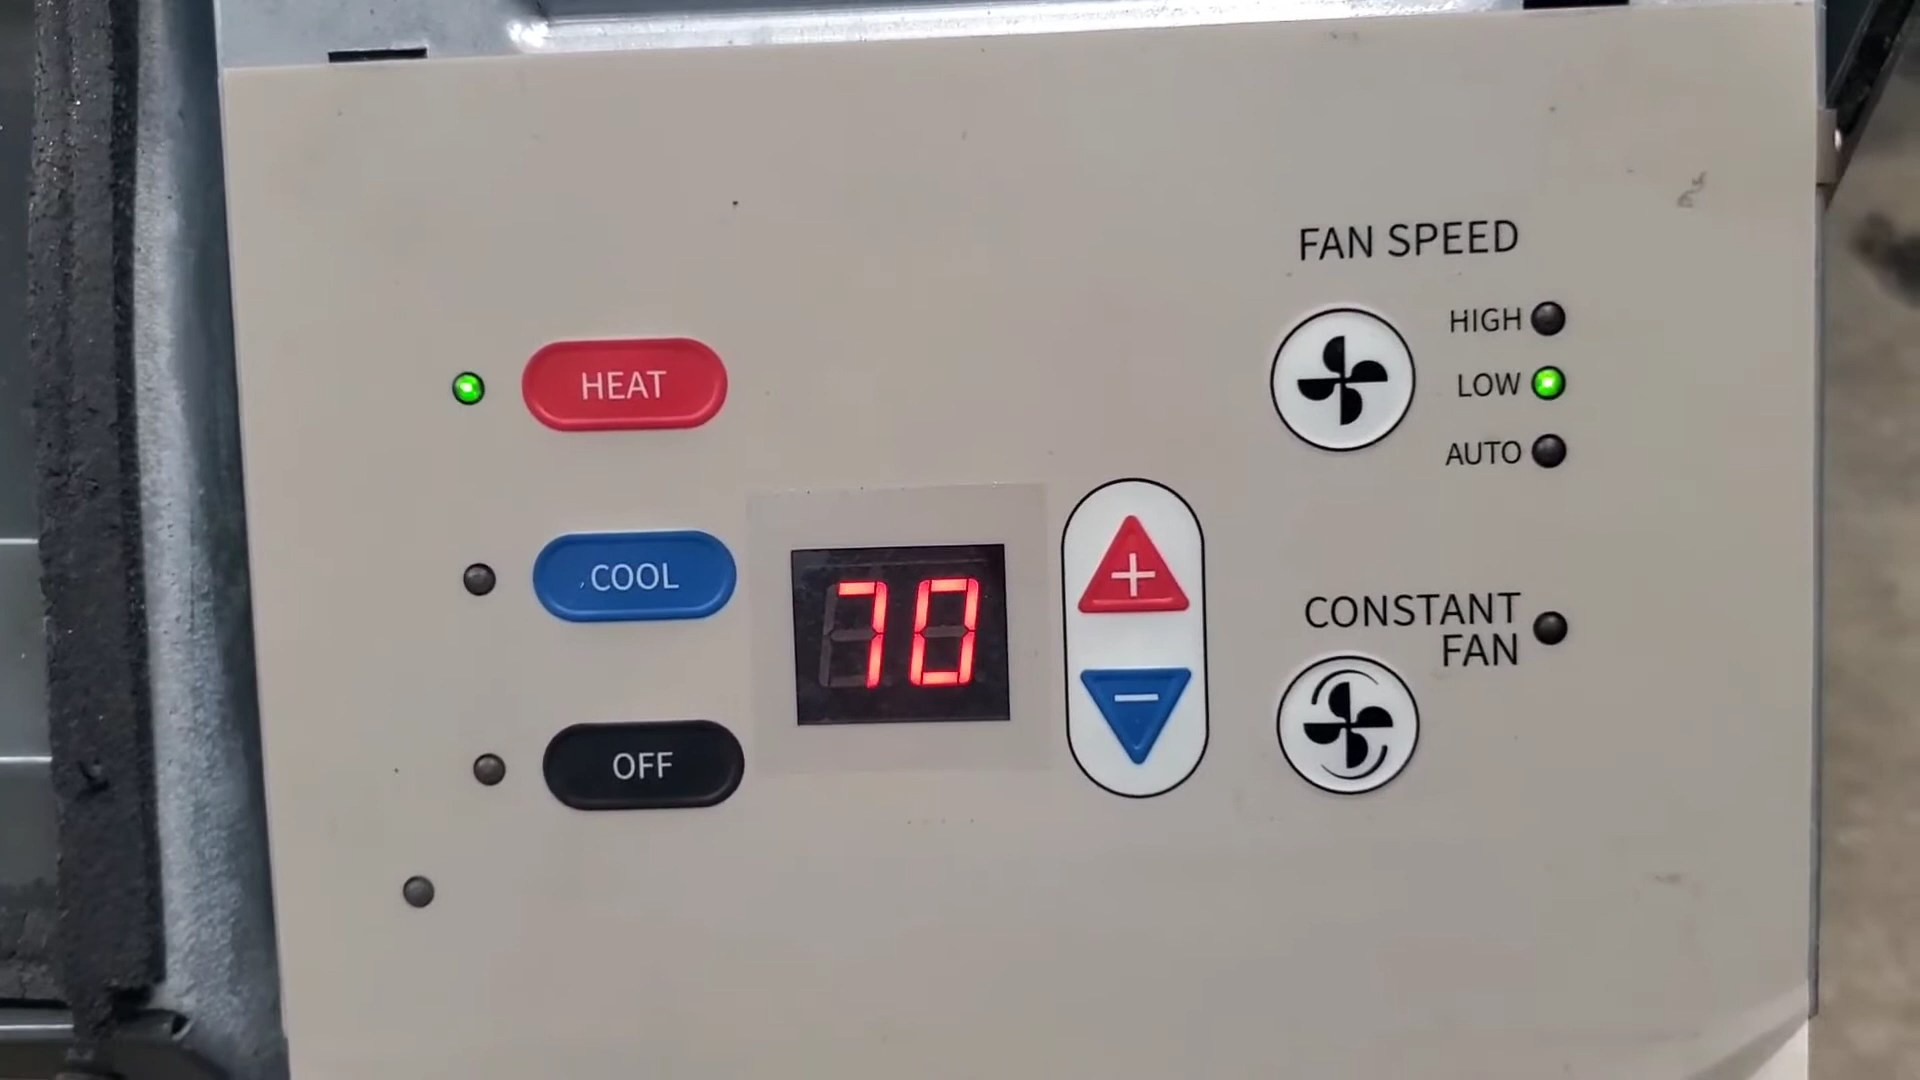 FAN SPEED
HIGH
HEAT
LOW
AUTO
COOL
70
+
CONSTANT
FAN
−
OFF